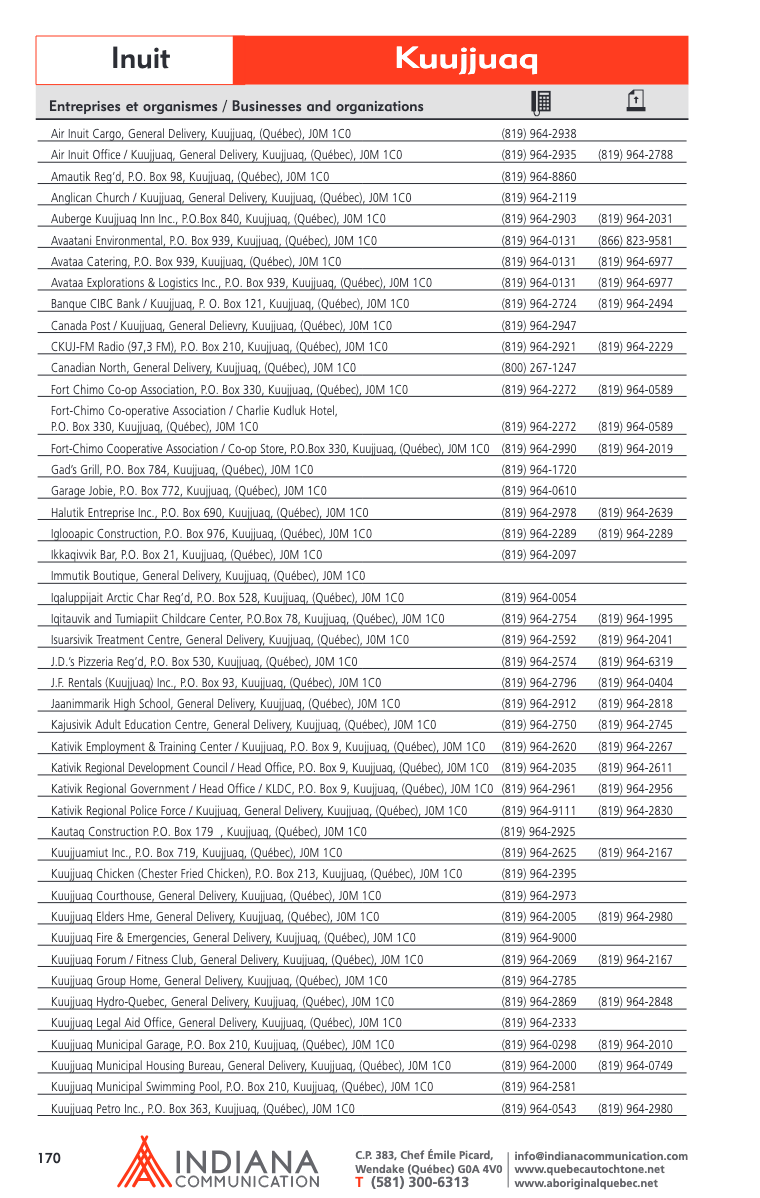 Inuit
Kuujjuaq
Entreprises et organismes / Businesses and organizations
Air Inuit Cargo, General Delivery, Kuujjuaq, (Québec), J0M 1C0 (819) 964-2938
Air Inuit Office / Kuujjuaq, General Delivery, Kuujjuaq, (Québec), J0M 1C0 (819) 964-2935 (819) 964-2788
Amautik Reg’d, P.O. Box 98, Kuujjuaq, (Québec), J0M 1C0 (819) 964-8860
Anglican Church / Kuujjuaq, General Delivery, Kuujjuaq, (Québec), J0M 1C0 (819) 964-2119
Auberge Kuujjuaq Inn Inc., P.O.Box 840, Kuujjuaq, (Québec), J0M 1C0 (819) 964-2903 (819) 964-2031
Avaatani Environmental, P.O. Box 939, Kuujjuaq, (Québec), J0M 1C0 (819) 964-0131 (866) 823-9581
Avataa Catering, P.O. Box 939, Kuujjuaq, (Québec), J0M 1C0 (819) 964-0131 (819) 964-6977
Avataa Explorations & Logistics Inc., P.O. Box 939, Kuujjuaq, (Québec), J0M 1C0 (819) 964-0131 (819) 964-6977
Banque CIBC Bank / Kuujjuaq, P. O. Box 121, Kuujjuaq, (Québec), J0M 1C0 (819) 964-2724 (819) 964-2494
Canada Post / Kuujjuaq, General Delievry, Kuujjuaq, (Québec), J0M 1C0 (819) 964-2947
CKUJ-FM Radio (97,3 FM), P.O. Box 210, Kuujjuaq, (Québec), J0M 1C0 (819) 964-2921 (819) 964-2229
Canadian North, General Delivery, Kuujjuaq, (Québec), J0M 1C0 (800) 267-1247
Fort Chimo Co-op Association, P.O. Box 330, Kuujjuaq, (Québec), J0M 1C0 (819) 964-2272 (819) 964-0589
Fort-Chimo Co-operative Association / Charlie Kudluk Hotel,
P.O. Box 330, Kuujjuaq, (Québec), J0M 1C0 (819) 964-2272 (819) 964-0589
Fort-Chimo Cooperative Association / Co-op Store, P.O.Box 330, Kuujjuaq, (Québec), J0M 1C0 (819) 964-2990 (819) 964-2019
Gad’s Grill, P.O. Box 784, Kuujjuaq, (Québec), J0M 1C0 (819) 964-1720
Garage Jobie, P.O. Box 772, Kuujjuaq, (Québec), J0M 1C0 (819) 964-0610
Halutik Entreprise Inc., P.O. Box 690, Kuujjuaq, (Québec), J0M 1C0 (819) 964-2978 (819) 964-2639
Iglooapic Construction, P.O. Box 976, Kuujjuaq, (Québec), J0M 1C0 (819) 964-2289 (819) 964-2289
Ikkaqivvik Bar, P.O. Box 21, Kuujjuaq, (Québec), J0M 1C0 (819) 964-2097
Immutik Boutique, General Delivery, Kuujjuaq, (Québec), J0M 1C0
Iqaluppijait Arctic Char Reg’d, P.O. Box 528, Kuujjuaq, (Québec), J0M 1C0 (819) 964-0054
Iqitauvik and Tumiapiit Childcare Center, P.O.Box 78, Kuujjuaq, (Québec), J0M 1C0 (819) 964-2754 (819) 964-1995
Isuarsivik Treatment Centre, General Delivery, Kuujjuaq, (Québec), J0M 1C0 (819) 964-2592 (819) 964-2041
J.D.’s Pizzeria Reg’d, P.O. Box 530, Kuujjuaq, (Québec), J0M 1C0 (819) 964-2574 (819) 964-6319
J.F. Rentals (Kuujjuaq) Inc., P.O. Box 93, Kuujjuaq, (Québec), J0M 1C0 (819) 964-2796 (819) 964-0404
Jaanimmarik High School, General Delivery, Kuujjuaq, (Québec), J0M 1C0 (819) 964-2912 (819) 964-2818
Kajusivik Adult Education Centre, General Delivery, Kuujjuaq, (Québec), J0M 1C0 (819) 964-2750 (819) 964-2745
Kativik Employment & Training Center / Kuujjuaq, P.O. Box 9, Kuujjuaq, (Québec), J0M 1C0 (819) 964-2620 (819) 964-2267
Kativik Regional Development Council / Head Office, P.O. Box 9, Kuujjuaq, (Québec), J0M 1C0 (819) 964-2035 (819) 964-2611
Kativik Regional Government / Head Office / KLDC, P.O. Box 9, Kuujjuaq, (Québec), J0M 1C0 (819) 964-2961 (819) 964-2956
Kativik Regional Police Force / Kuujjuaq, General Delivery, Kuujjuaq, (Québec), J0M 1C0 (819) 964-9111 (819) 964-2830
Kautaq Construction P.O. Box 179 , Kuujjuaq, (Québec), J0M 1C0 (819) 964-2925
Kuujjuamiut Inc., P.O. Box 719, Kuujjuaq, (Québec), J0M 1C0 (819) 964-2625 (819) 964-2167
Kuujjuaq Chicken (Chester Fried Chicken), P.O. Box 213, Kuujjuaq, (Québec), J0M 1C0 (819) 964-2395
Kuujjuaq Courthouse, General Delivery, Kuujjuaq, (Québec), J0M 1C0 (819) 964-2973
Kuujjuaq Elders Hme, General Delivery, Kuujjuaq, (Québec), J0M 1C0 (819) 964-2005 (819) 964-2980
Kuujjuaq Fire & Emergencies, General Delivery, Kuujjuaq, (Québec), J0M 1C0 (819) 964-9000
Kuujjuaq Forum / Fitness Club, General Delivery, Kuujjuaq, (Québec), J0M 1C0 (819) 964-2069 (819) 964-2167
Kuujjuaq Group Home, General Delivery, Kuujjuaq, (Québec), J0M 1C0 (819) 964-2785
Kuujjuaq Hydro-Quebec, General Delivery, Kuujjuaq, (Québec), J0M 1C0 (819) 964-2869 (819) 964-2848
Kuujjuaq Legal Aid Office, General Delivery, Kuujjuaq, (Québec), J0M 1C0 (819) 964-2333
Kuujjuaq Municipal Garage, P.O. Box 210, Kuujjuaq, (Québec), J0M 1C0 (819) 964-0298 (819) 964-2010
Kuujjuaq Municipal Housing Bureau, General Delivery, Kuujjuaq, (Québec), J0M 1C0 (819) 964-2000 (819) 964-0749
Kuujjuaq Municipal Swimming Pool, P.O. Box 210, Kuujjuaq, (Québec), J0M 1C0 (819) 964-2581
Kuujjuaq Petro Inc., P.O. Box 363, Kuujjuaq, (Québec), J0M 1C0 (819) 964-0543 (819) 964-2980
170
INDIANA
COMMUNICATION
C.P. 383, Chef Émile Picard,
Wendake (Québec) G0A 4V0
T (581) 300-6313
info@indianacommunication.com
www.quebecautochtone.net
www.aboriginalquebec.net